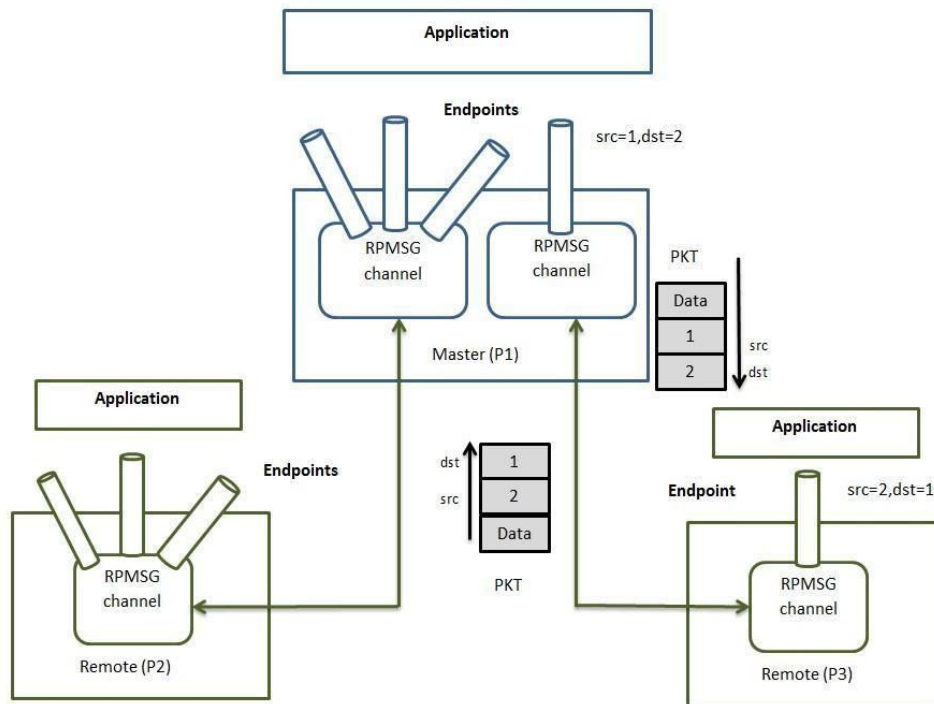 Application
Endpoints
src=1,dst=2
RPMSG
channel
RPMSG
channel
PKT
Data
1
src
2
dst
Master (P1)
Application
Endpoints
dst
1
src
2
Data
PKT
Application
Endpoint
src=2,dst=1
RPMSG
channel
Remote (P2)
RPMSG
channel
Remote (P3)